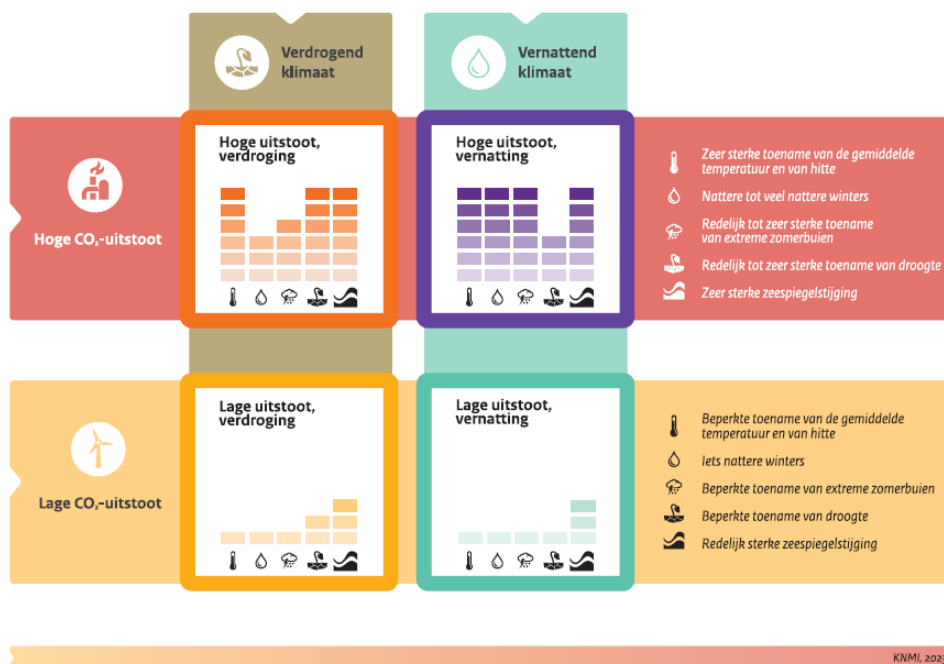 Verdrogend
klimaat
Vernattend
klimaat
Hoge CO₂-uitstoot
Hoge uitstoot,
verdroging
Hoge uitstoot,
vernatting
Zeer sterke toename van de gemiddelde
temperatuur en van hitte
Nattere tot veel nattere winters
Redelijk tot zeer sterke toename
van extreme zomerbuien
Redelijk tot zeer sterke toename van droogte
Zeer sterke zeespiegelstijging
Lage CO₂-uitstoot
Lage uitstoot,
verdroging
Lage uitstoot,
vernatting
Beperkte toename van de gemiddelde
temperatuur en van hitte
Iets nattere winters
Beperkte toename van extreme zomerbuien
Beperkte toename van droogte
Redelijk sterke zeespiegelstijging
KNMI,